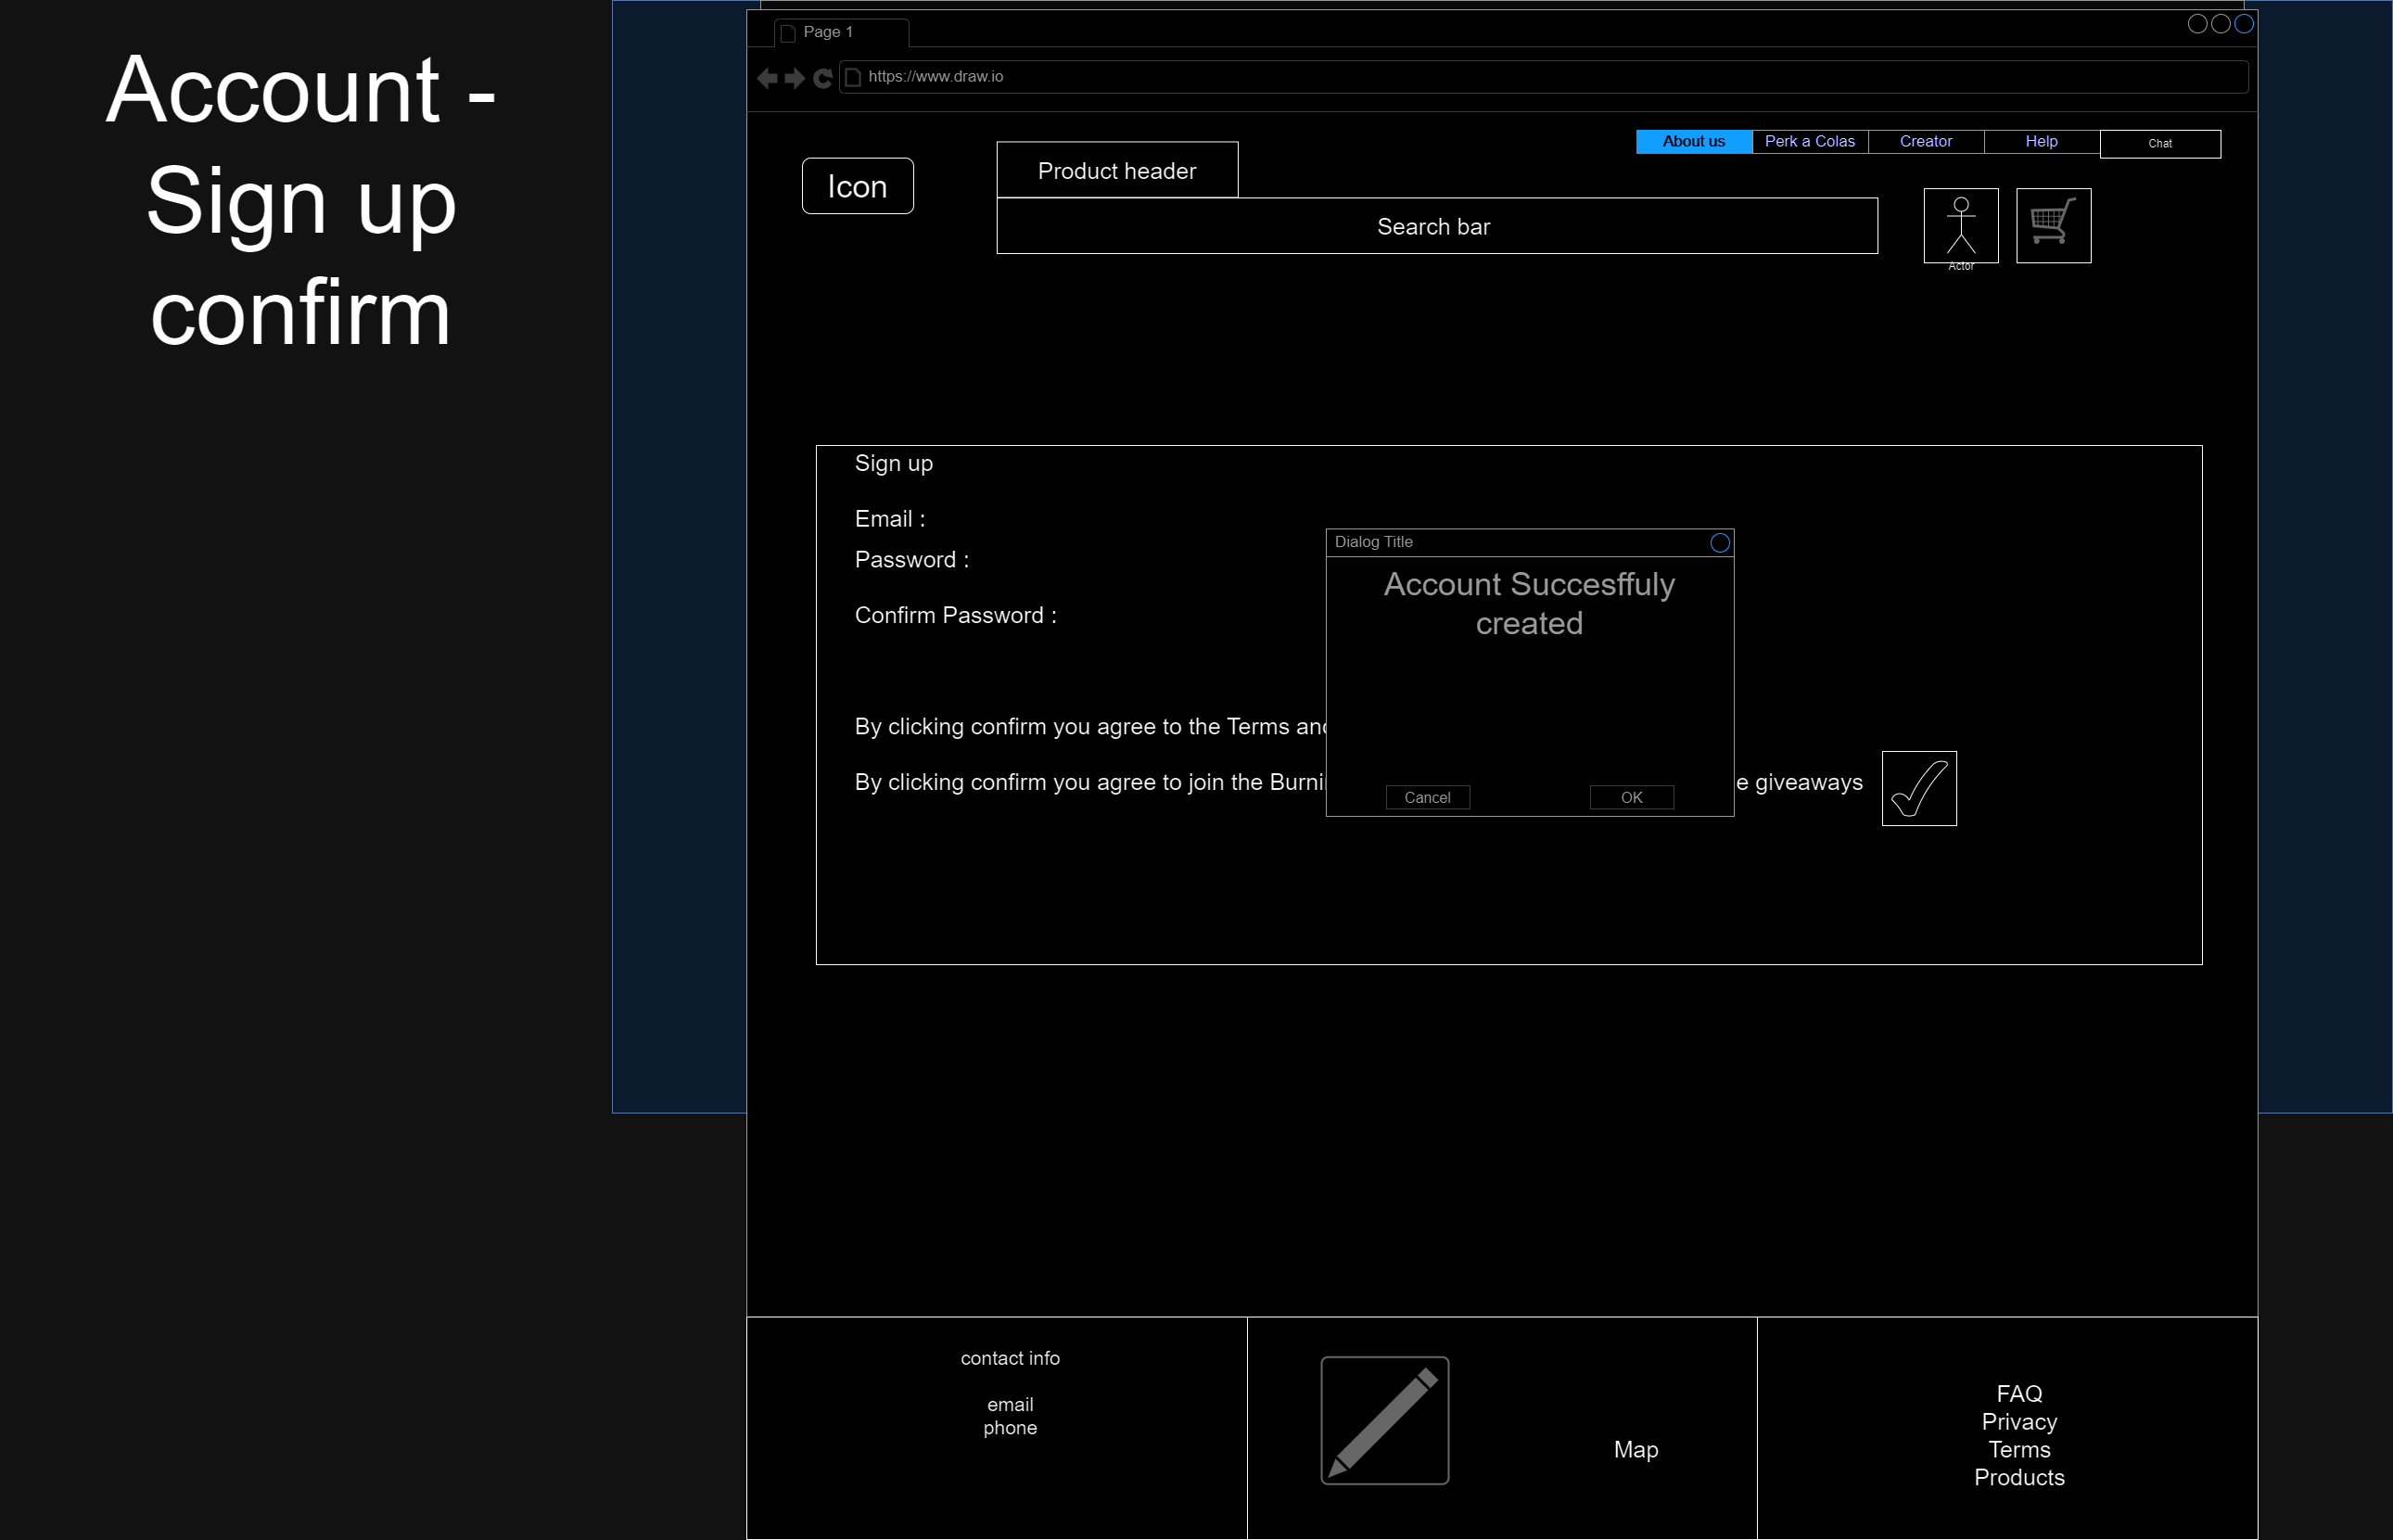 Account -
Sign up
confirm
Page 1
https://www.draw.io
About us
Perk a Colas
Creator
Help
Chat
Icon
Product header
Search bar
Actor
Sign up
Email :
Password :
Confirm Password :
Dialog Title
Account Succesffuly
created
Cancel
OK
By clicking confirm you agree to the Terms
By clicking confirm you agree to join the giveaways
contact info
email
phone
Map
FAQ
Privacy
Terms
Products